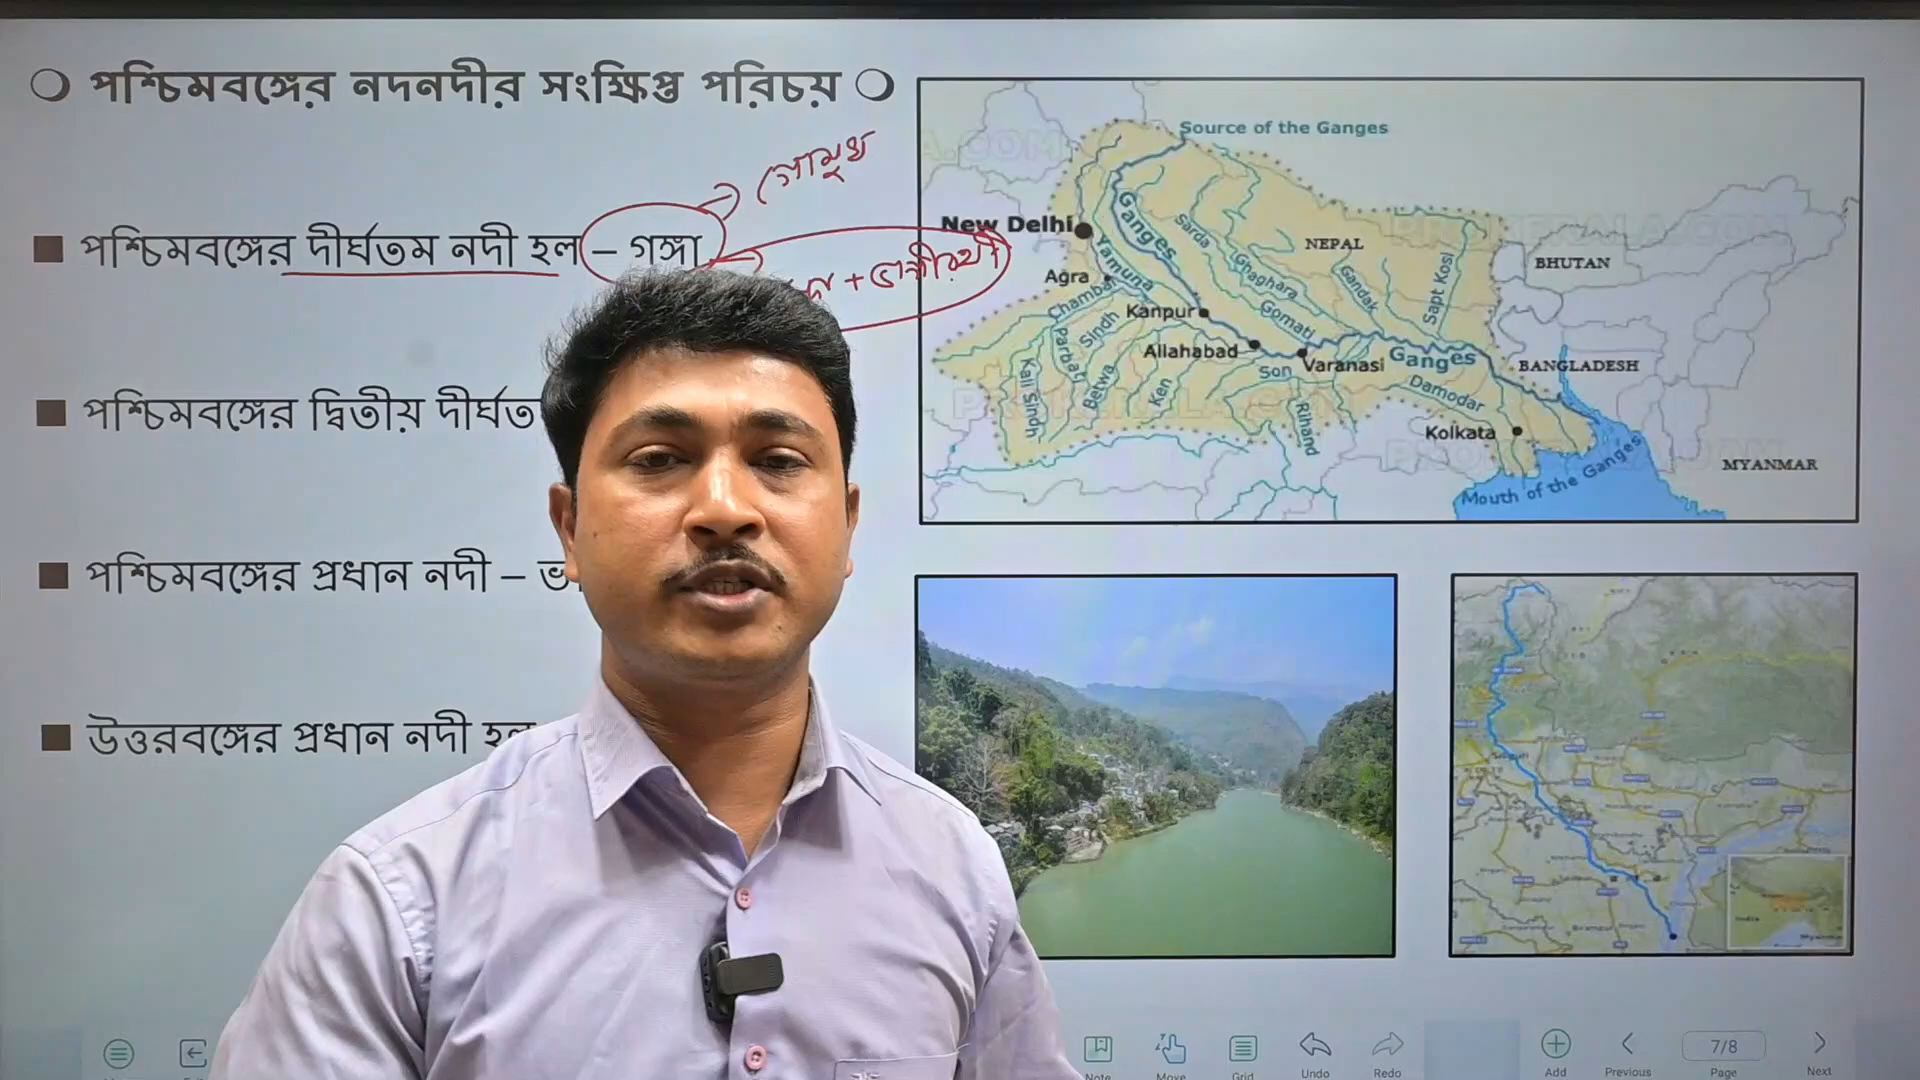 পশ্চিমবঙ্গের নদনদীর সংক্ষিপ্ত পরিচয়
গোমুখ
পশ্চিমবঙ্গের দীর্ঘতম নদী হল – গঙ্গা
+ ভাগীরথী
পশ্চিমবঙ্গের দ্বিতীয় দীর্ঘত
পশ্চিমবঙ্গের প্রধান নদী –
উত্তরবঙ্গের প্রধান নদী হল
Source of the Ganges
New Delhi
Ganges
Yamuna
Sarda
NEPAL
BHUTAN
Agra
Chambal
Ghaghara
Gandak
Sapt Kosi
Kanpur
Gomati
Sindh
Parbati
Allahabad
Varanasi
Ganges
BANGLADESH
Kali Sindh
Betwa
Ken
Son
Rihand
Damodar
Kolkata
MYANMAR
Mouth of the Ganges
Note
Move
Grid
Undo
Redo
Add
Previous
7/8
Page
Next